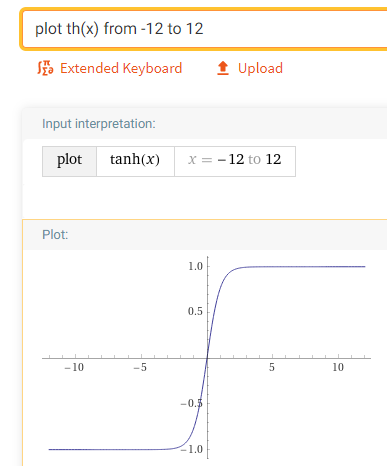 plot th(x) from -12 to 12
Extended Keyboard
Upload
Input interpretation:
plot tanh(x) x = −12 to 12
Plot:
1.0
0.5
−10 −5 5 10
−0.5
−1.0